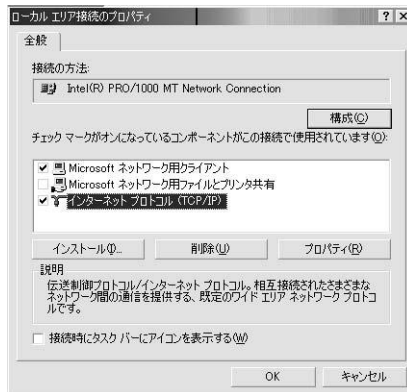 ローカル エリア接続のプロパティ
全般
接続の方法:
Intel(R) PRO/1000 MT Network Connection
構成(C)
チェック マークがオンになっているコンポーネントがこの接続で使用されています(O):
Microsoft ネットワーク用クライアント
Microsoft ネットワーク用ファイルとプリンタ共有
インターネット プロトコル (TCP/IP)
インストール(I)... 削除(U) プロパティ(R)
説明
伝送制御プロトコル/インターネット プロトコル。相互接続されたさまざまな
ネットワーク間の通信を提供する、既定のワイド エリア ネットワーク プロトコ
ルです。
接続時にタスク バーにアイコンを表示する(W)
OK キャンセル